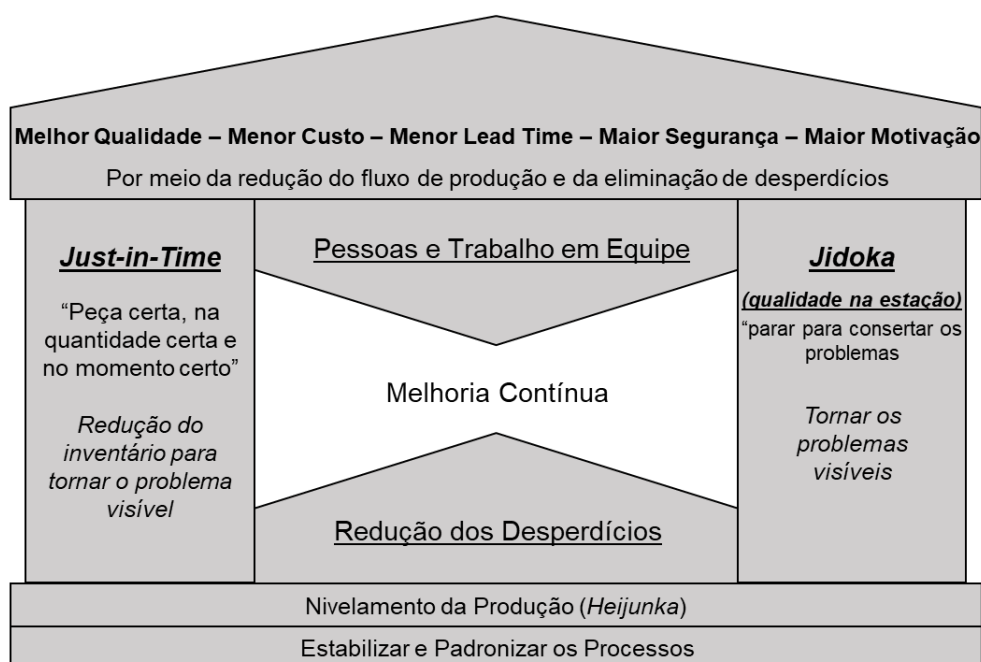 Melhor Qualidade – Menor Custo – Menor Lead Time – Maior Segurança – Maior Motivação
Por meio da redução do fluxo de produção e da eliminação de desperdícios
Just-in-Time
“Peça certa, na
quantidade certa e
no momento certo”
Redução do
inventário para
tornar o problema
visível
Pessoas e Trabalho em Equipe
Melhoria Contínua
Redução dos Desperdícios
Jidoka
(qualidade na estação)
“parar para consertar os
problemas
Tornar os
problemas
visíveis
Nivelamento da Produção (Heijunka)
Estabilizar e Padronizar os Processos